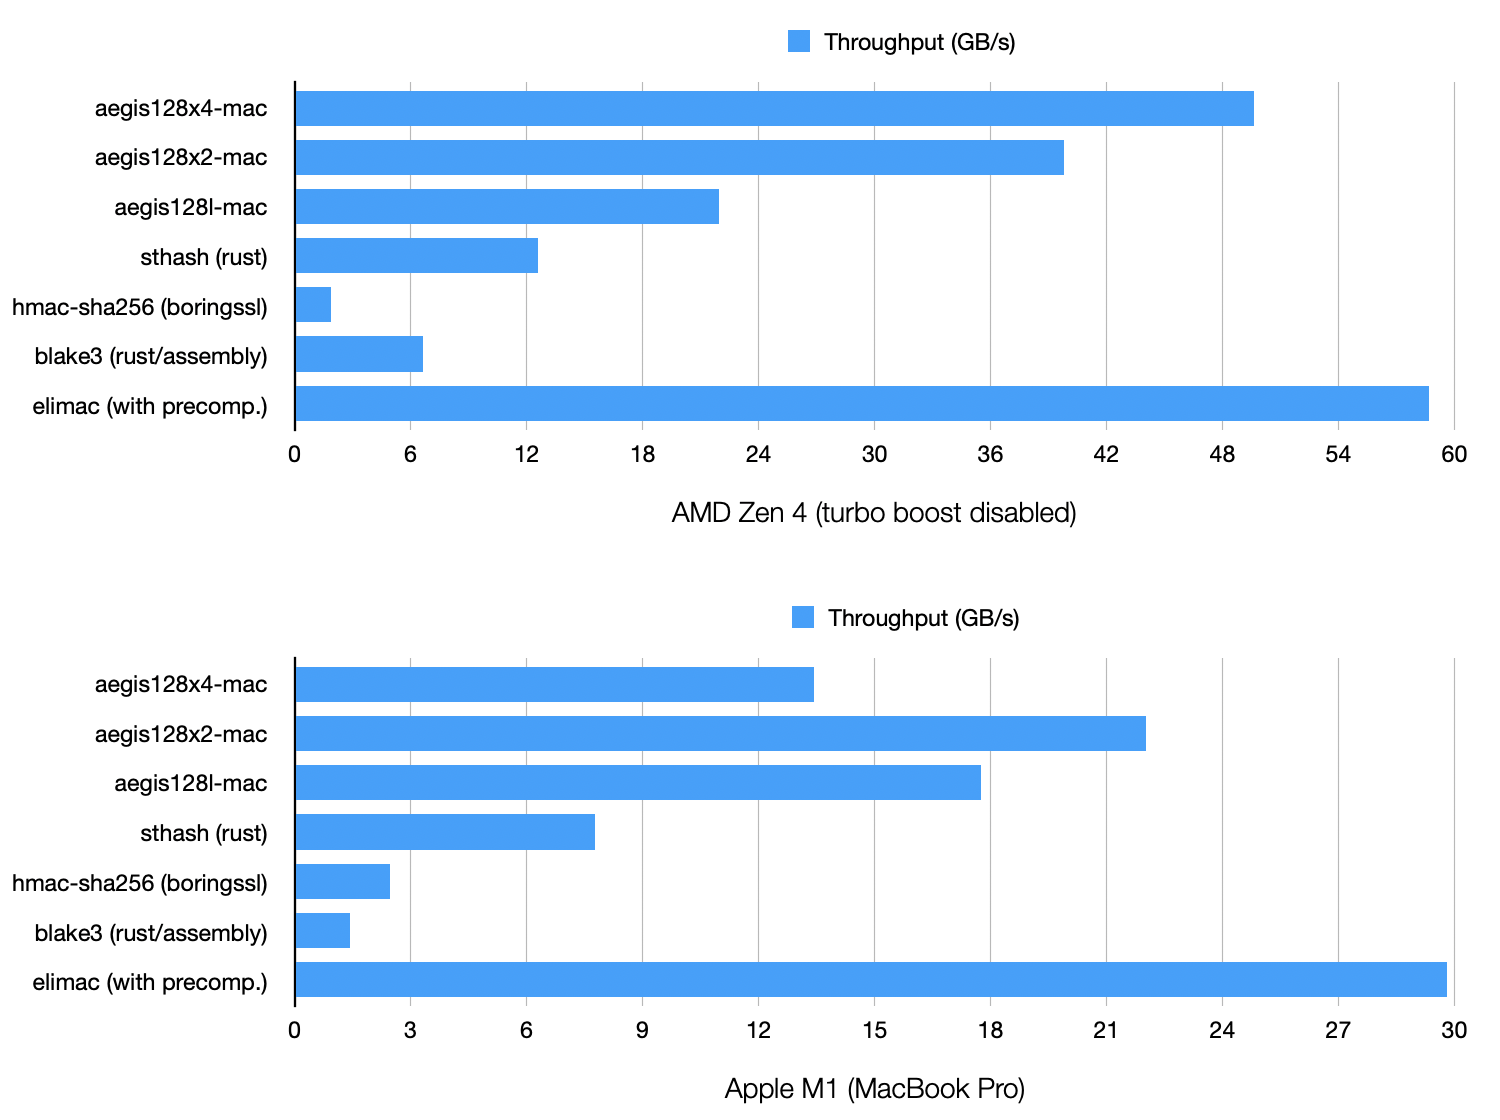 Throughput (GB/s)
aegis128x4-mac
aegis128x2-mac
aegis128l-mac
sthash (rust)
hmac-sha256 (boringssl)
blake3 (rust/assembly)
elimac (with precomp.)
0 6 12 18 24 30 36 42 48 54 60
AMD Zen 4 (turbo boost disabled)
Throughput (GB/s)
aegis128x4-mac
aegis128x2-mac
aegis128l-mac
sthash (rust)
hmac-sha256 (boringssl)
blake3 (rust/assembly)
elimac (with precomp.)
0 3 6 9 12 15 18 21 24 27 30
Apple M1 (MacBook Pro)